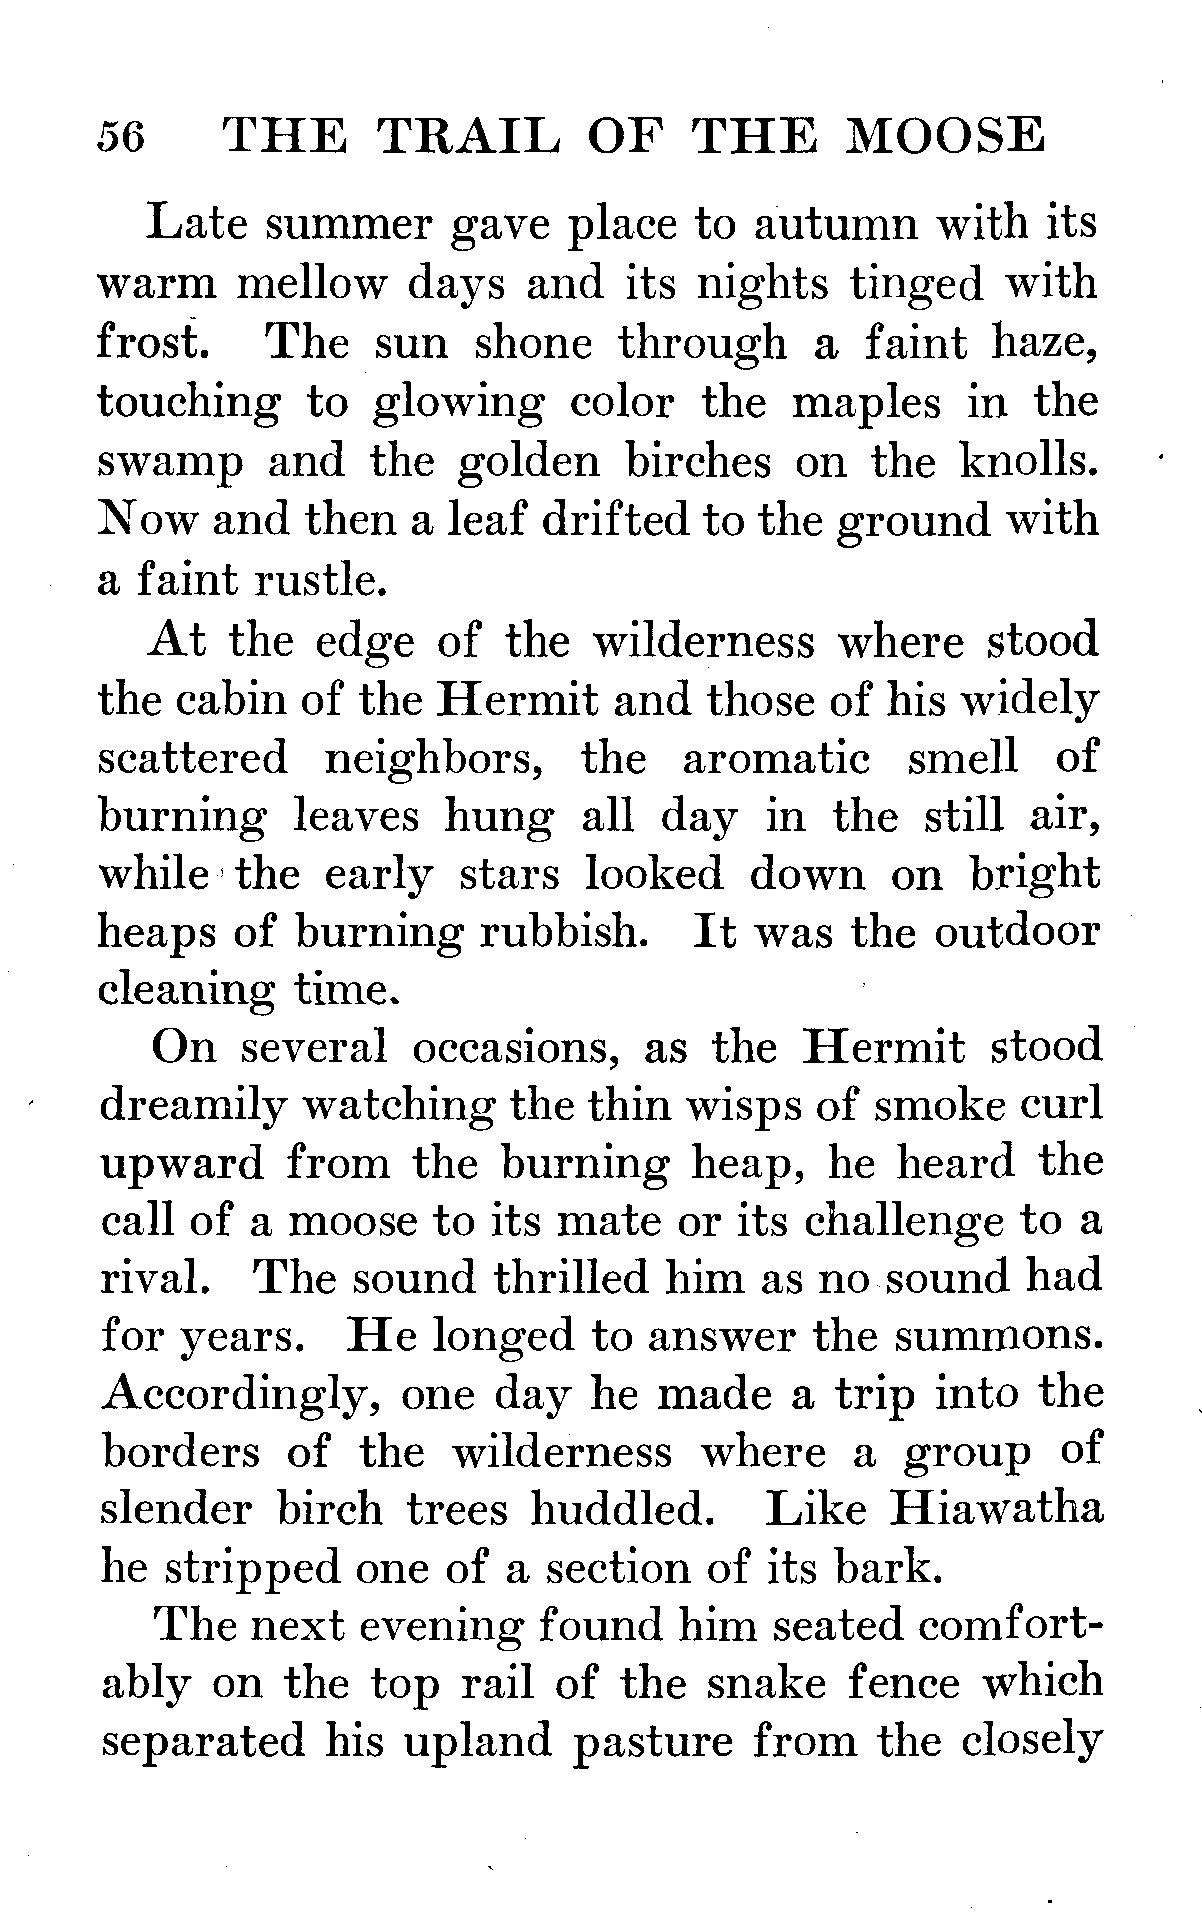 56 THE TRAIL OF THE MOOSE
Late summer gave place to autumn with its
warm mellow days and its nights tinged with
frost. The sun shone through a faint haze,
touching to glowing color the maples in the
swamp and the golden birches on the knolls.
Now and then a leaf drifted to the ground with
a faint rustle.
At the edge of the wilderness where stood
the cabin of the Hermit and those of his widely
scattered neighbors, the aromatic smell of
burning leaves hung all day in the still air,
while the early stars looked down on bright
heaps of burning rubbish. It was the outdoor
cleaning time.
On several occasions, as the Hermit stood
dreamily watching the thin wisps of smoke curl
upward from the burning heap, he heard the
call of a moose to its mate or its challenge to a
rival. The sound thrilled him as no sound had
for years. He longed to answer the summons.
Accordingly, one day he made a trip into the
borders of the wilderness where a group of
slender birch trees huddled. Like Hiawatha
he stripped one of a section of its bark.
The next evening found him seated comfort-
ably on the top rail of the snake fence which
separated his upland pasture from the closely